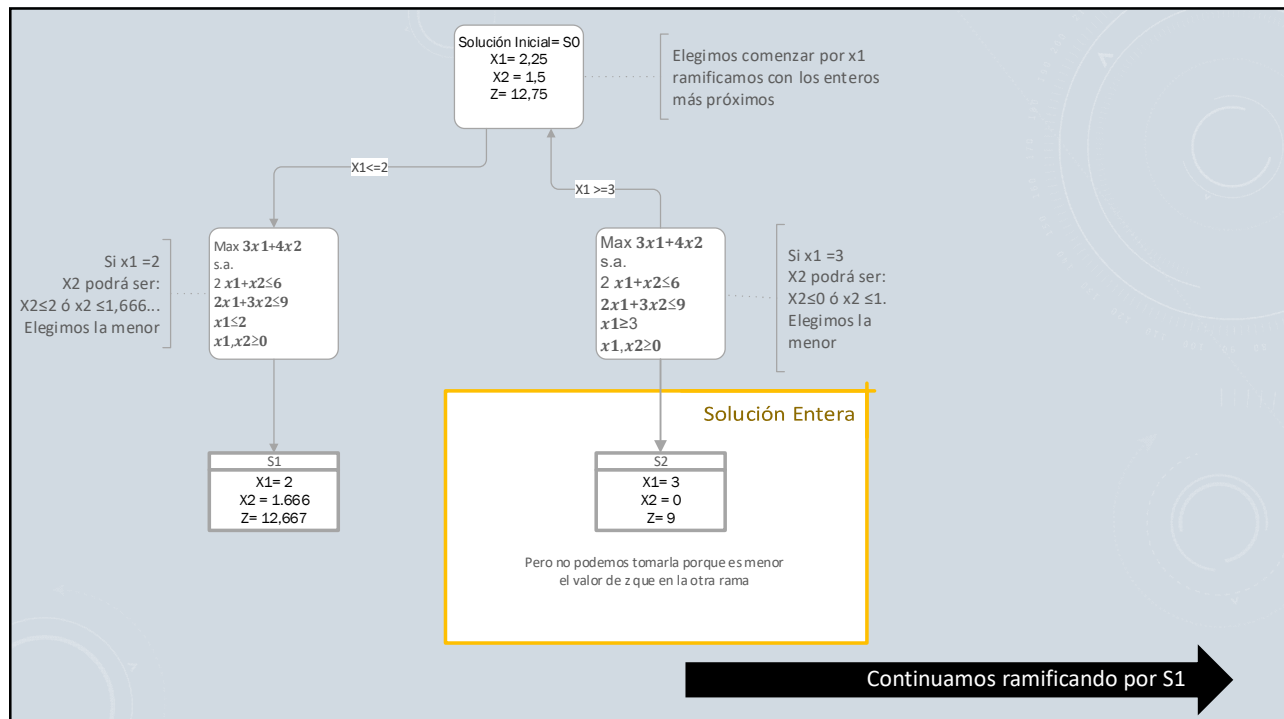 Solución Inicial= S0
X1= 2,25
X2 = 1,5
Z= 12,75
Elegimos comenzar por x1
ramificamos con los enteros
más próximos
X1<=2
X1 >=3
Si x1 =2
X2 podrá ser:
X2≤2 ó x2 ≤1,666...
Elegimos la menor
Max 3x1+4x2
s.a.
2 x1+x2≤6
2x1+3x2≤9
x1≤2
x1,x2≥0
Max 3x1+4x2
s.a.
2 x1+x2≤6
2x1+3x2≤9
x1≥3
x1,x2≥0
Si x1 =3
X2 podrá ser:
X2≤0 ó x2 ≤1.
Elegimos la
menor
Solución Entera
S1
X1= 2
X2 = 1.666
Z= 12,667
S2
X1= 3
X2 = 0
Z= 9
Pero no podemos tomarla porque es menor
el valor de z que en la otra rama
Continuamos ramificando por S1